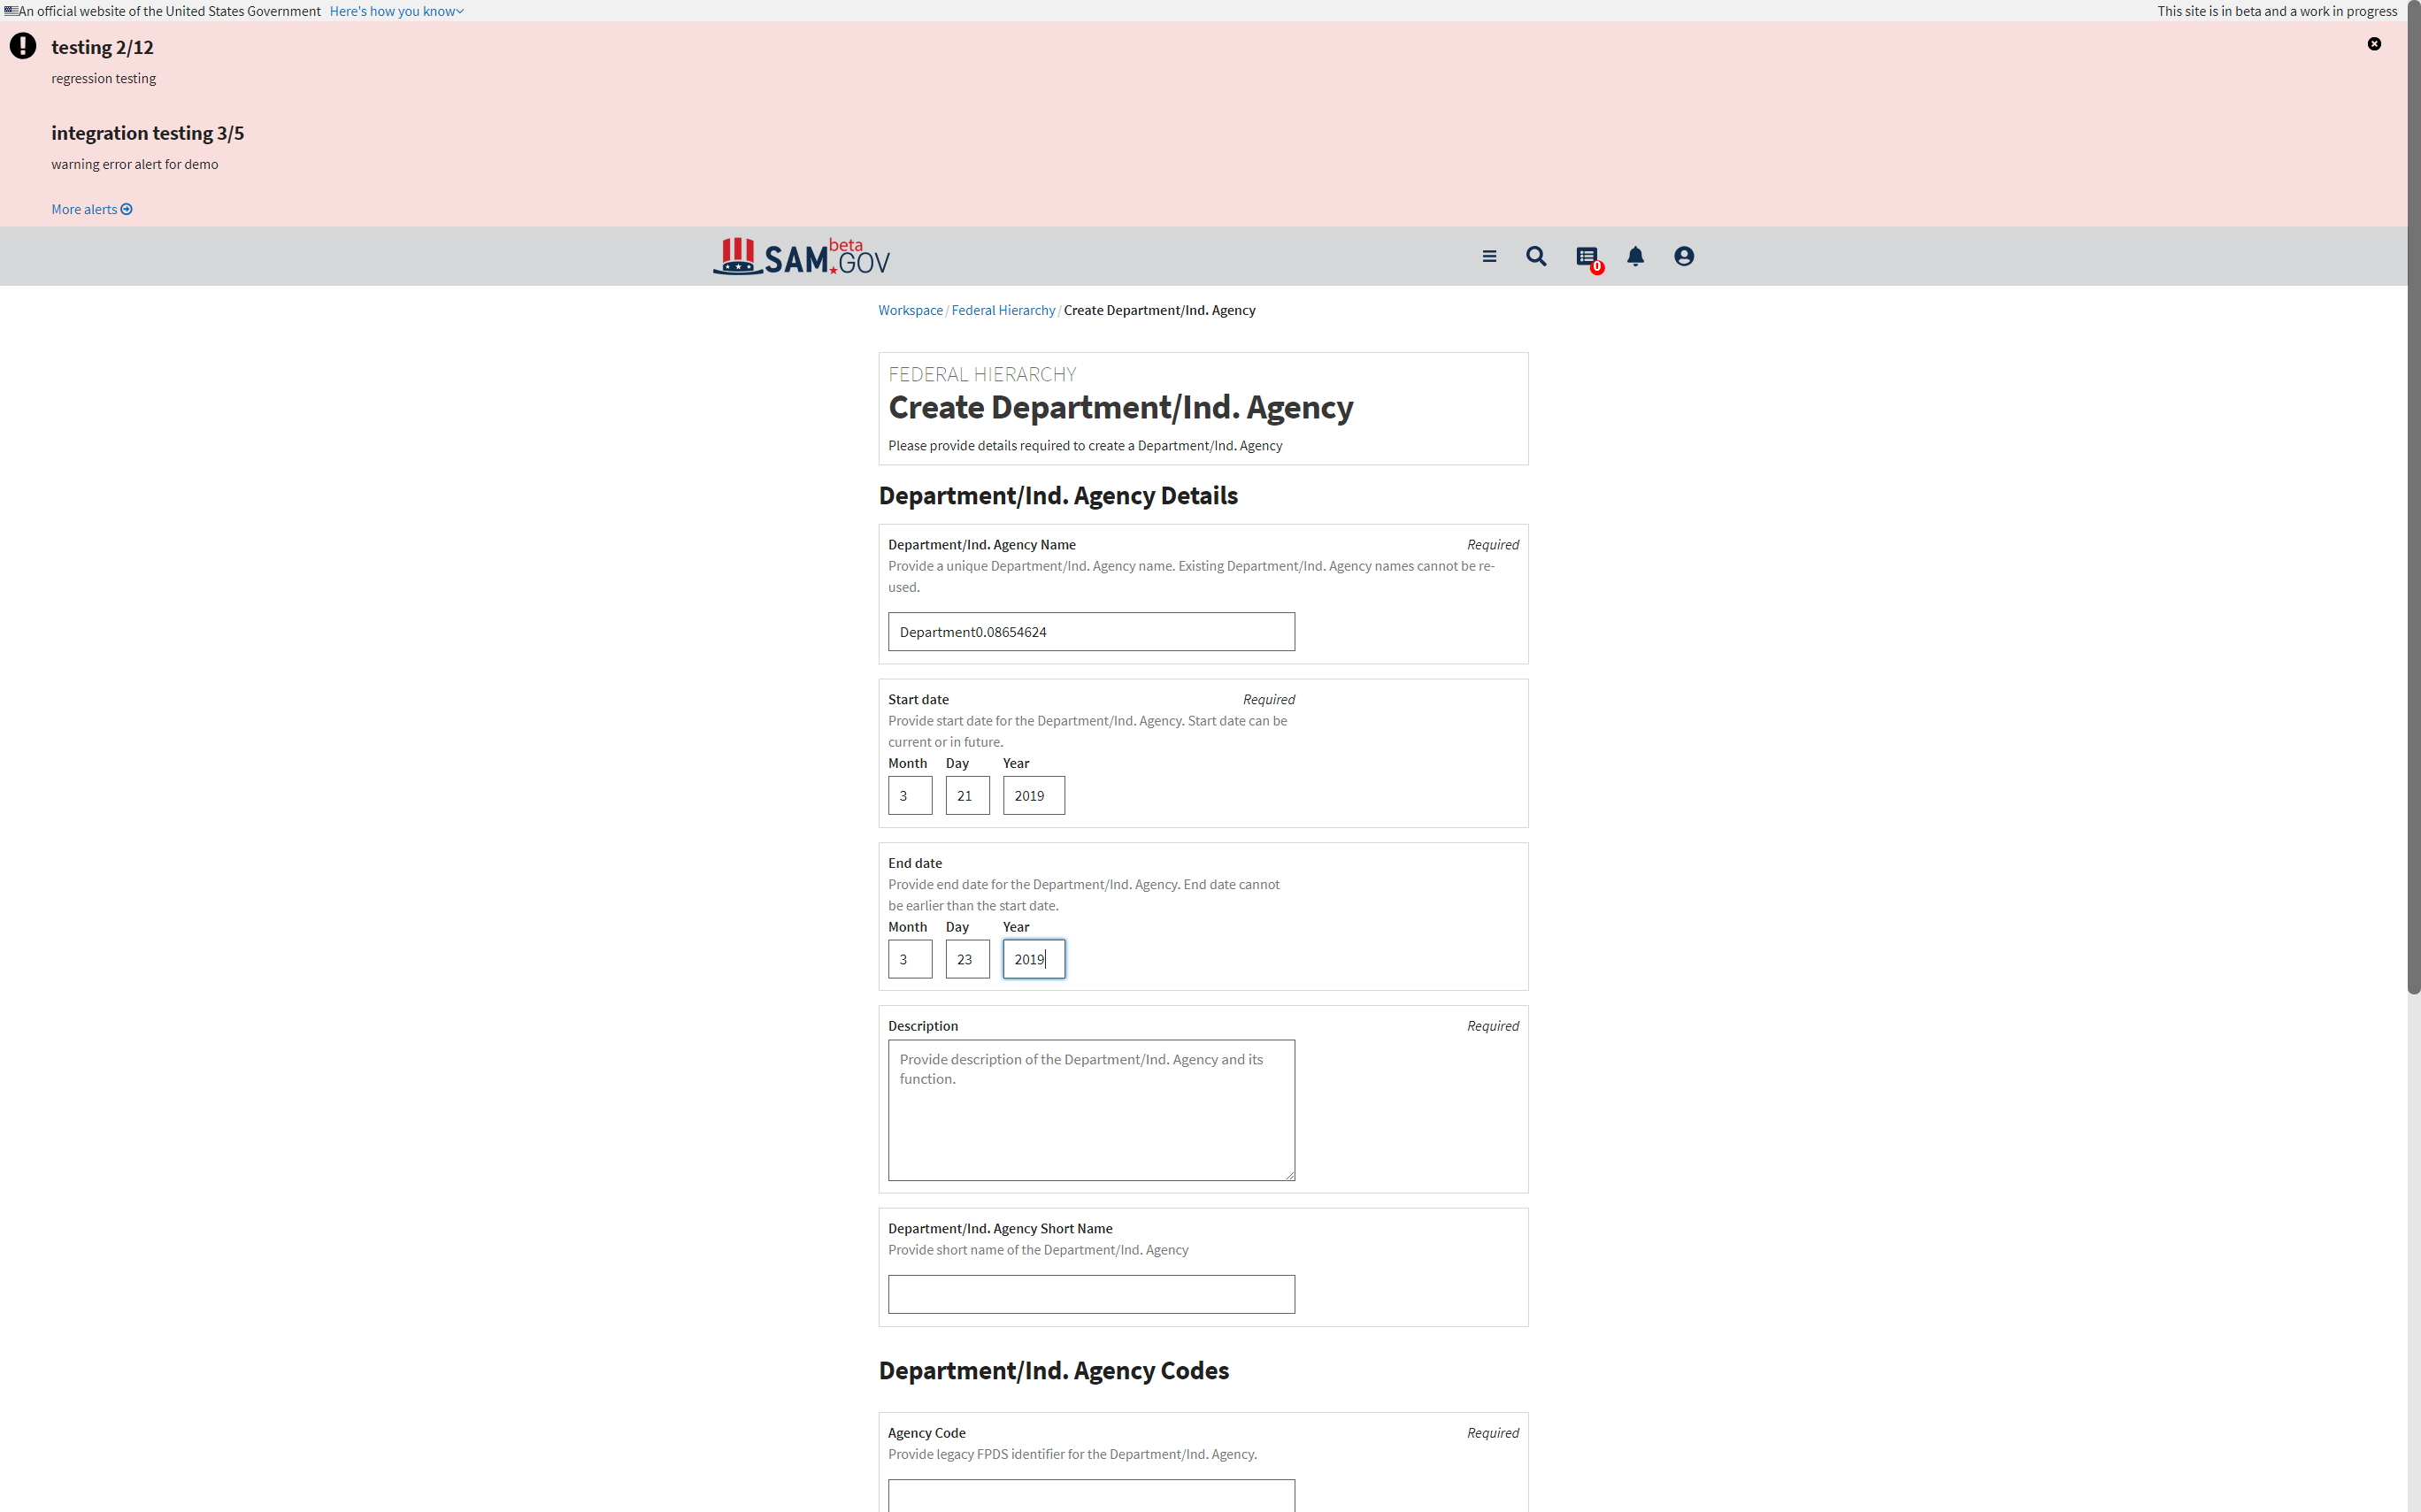 An official website of the United States Government Here's how you know
This site is in beta and a work in progress
testing 2/12
regression testing
integration testing 3/5
warning error alert for demo
More alerts
SAM.GOV beta
0
Workspace / Federal Hierarchy / Create Department/Ind. Agency
FEDERAL HIERARCHY
Create Department/Ind. Agency
Please provide details required to create a Department/Ind. Agency
Department/Ind. Agency Details
Department/Ind. Agency Name Required
Provide a unique Department/Ind. Agency name. Existing Department/Ind. Agency names cannot be re-
used.
Department0.08654624
Start date Required
Provide start date for the Department/Ind. Agency. Start date can be
current or in future.
Month Day Year
3 21 2019
End date
Provide end date for the Department/Ind. Agency. End date cannot
be earlier than the start date.
Month Day Year
3 23 2019
Description Required
Provide description of the Department/Ind. Agency and its
function.
Department/Ind. Agency Short Name
Provide short name of the Department/Ind. Agency
Department/Ind. Agency Codes
Agency Code Required
Provide legacy FPDS identifier for the Department/Ind. Agency.